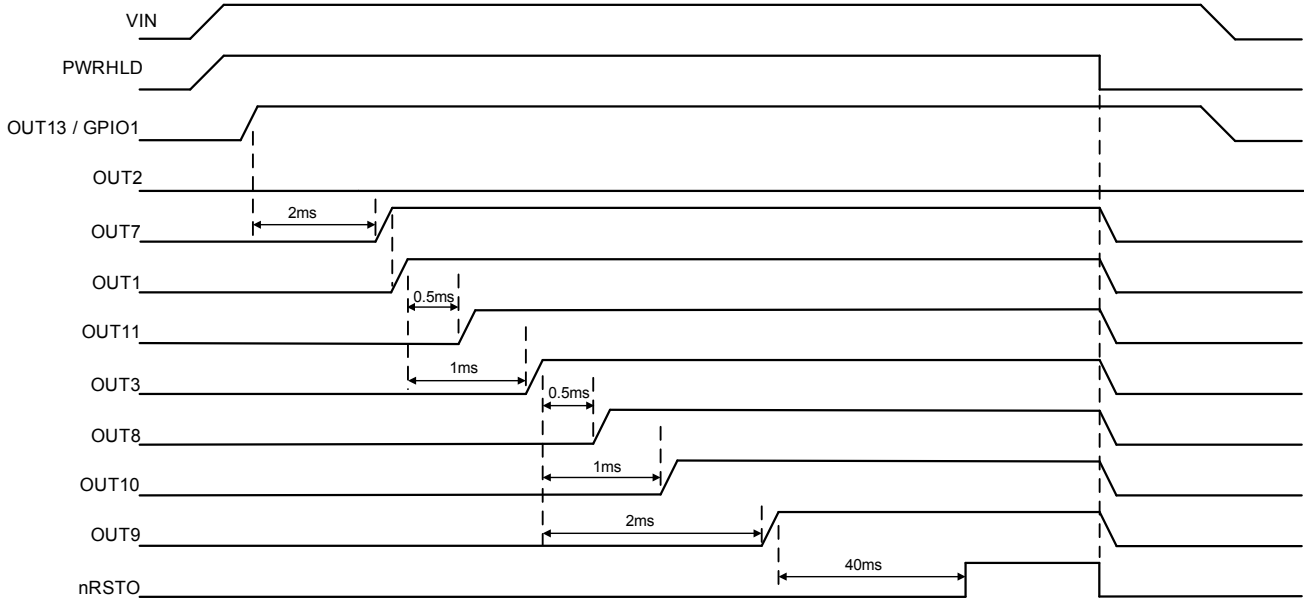 VIN
PWRHLD
OUT13 / GPIO1
OUT2
2ms
OUT7
OUT1
0.5ms
OUT11
1ms
OUT3
0.5ms
OUT8
1ms
OUT10
2ms
OUT9
40ms
nRSTO